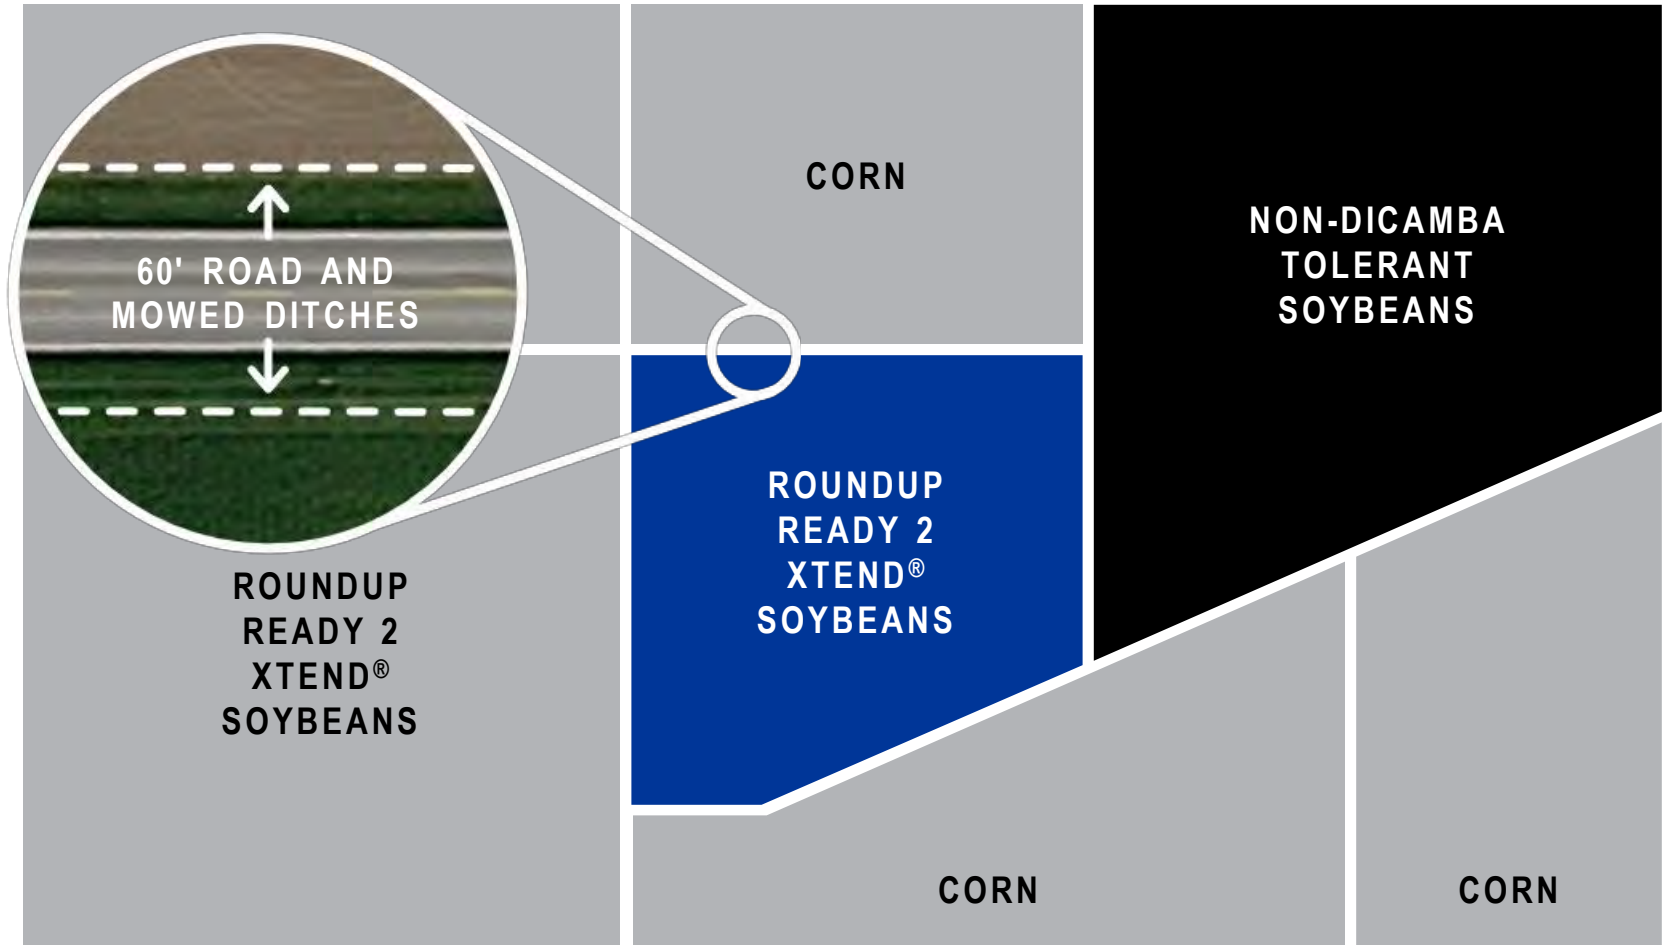 60' ROAD AND
MOWED DITCHES
CORN
NON-DICAMBA
TOLERANT
SOYBEANS
ROUNDUP
READY 2
XTEND®
SOYBEANS
ROUNDUP
READY 2
XTEND®
SOYBEANS
CORN
CORN